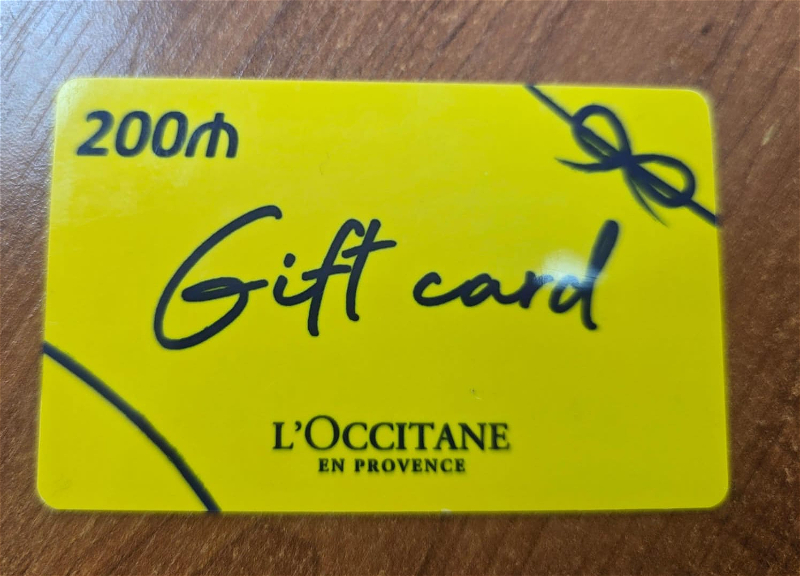 200₼
Gift card
L'OCCITANE
EN PROVENCE